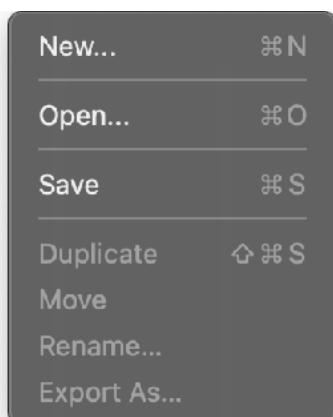 New... ⌘N
Open... ⌘O
Save ⌘S
Duplicate ⇧⌘S
Move
Rename...
Export As...